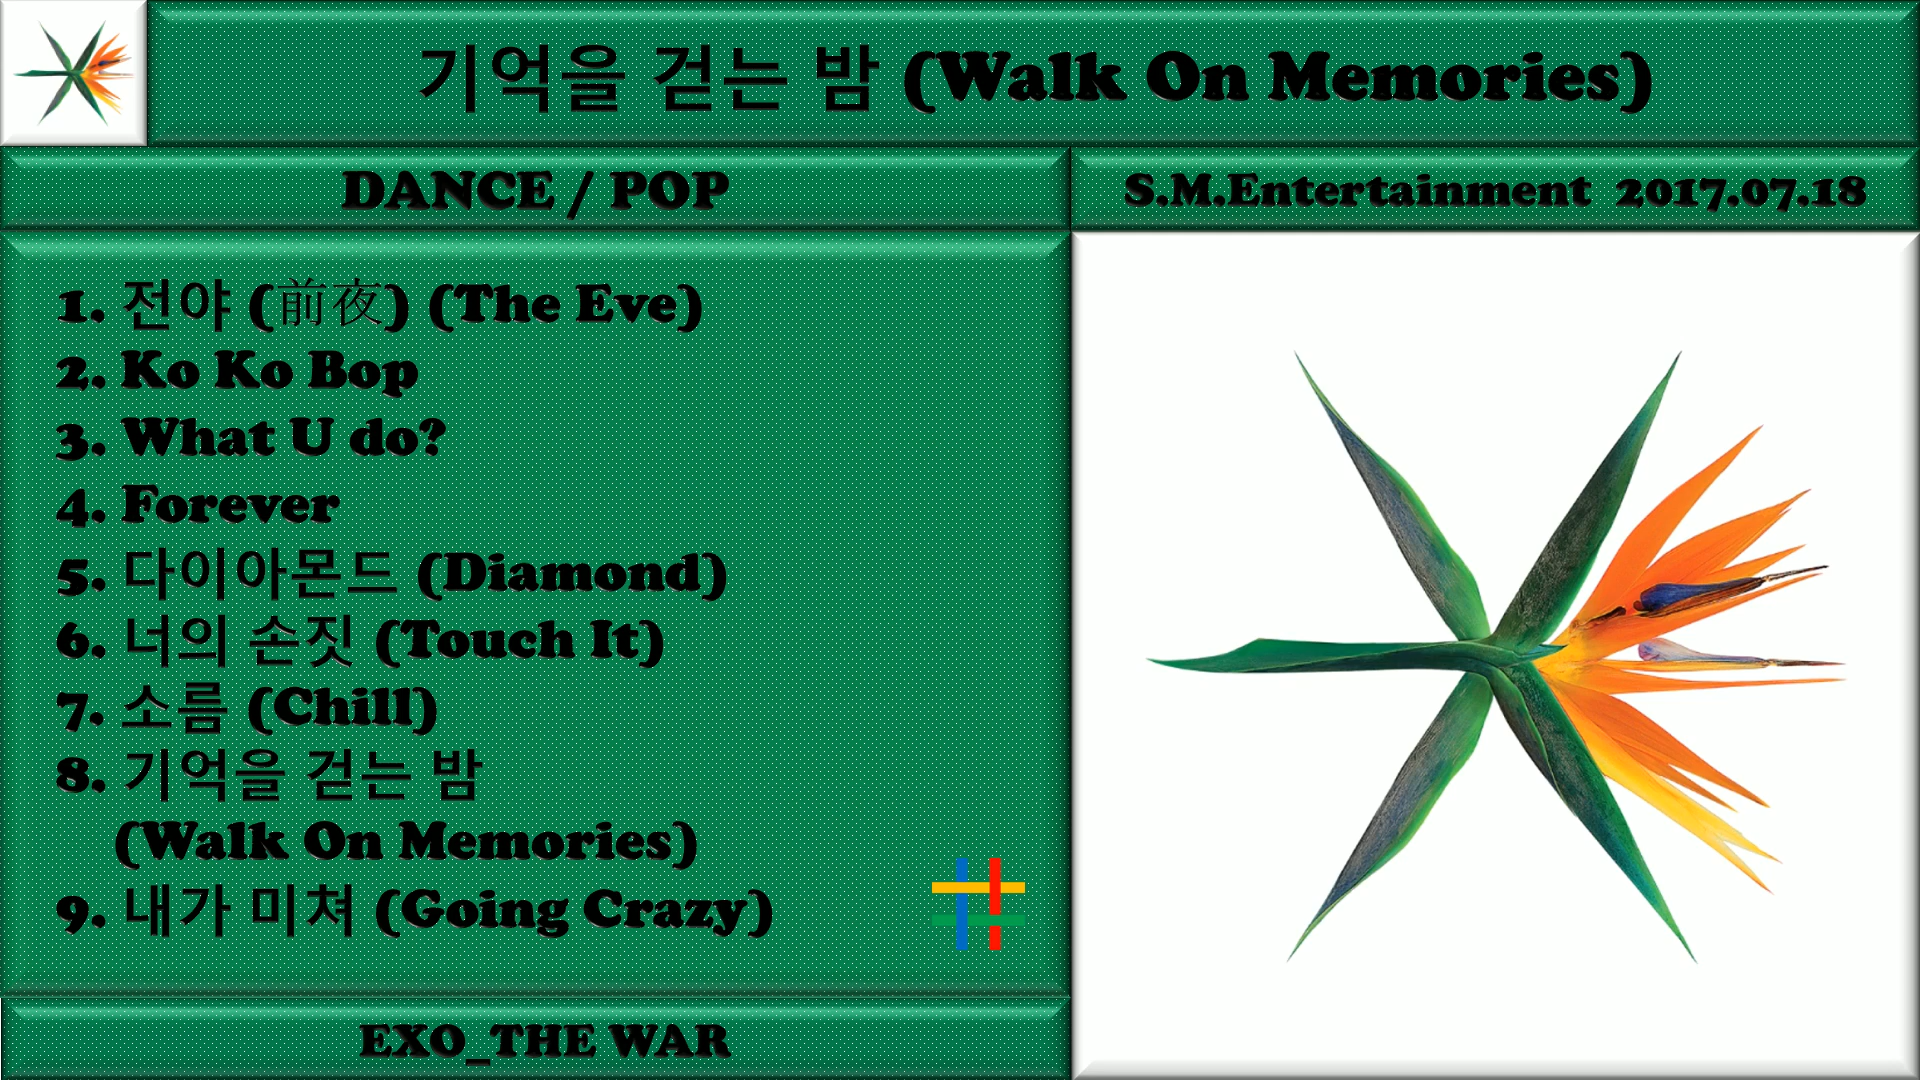 기억을 걷는 밤 (Walk On Memories)
DANCE / POP
S.M.Entertainment 2017.07.18
1. 전야 (前夜) (The Eve)
2. Ko Ko Bop
3. What U do?
4. Forever
5. 다이아몬드 (Diamond)
6. 너의 손짓 (Touch It)
7. 소름 (Chill)
8. 기억을 걷는 밤
(Walk On Memories)
9. 내가 미쳐 (Going Crazy)
EXO_THE WAR